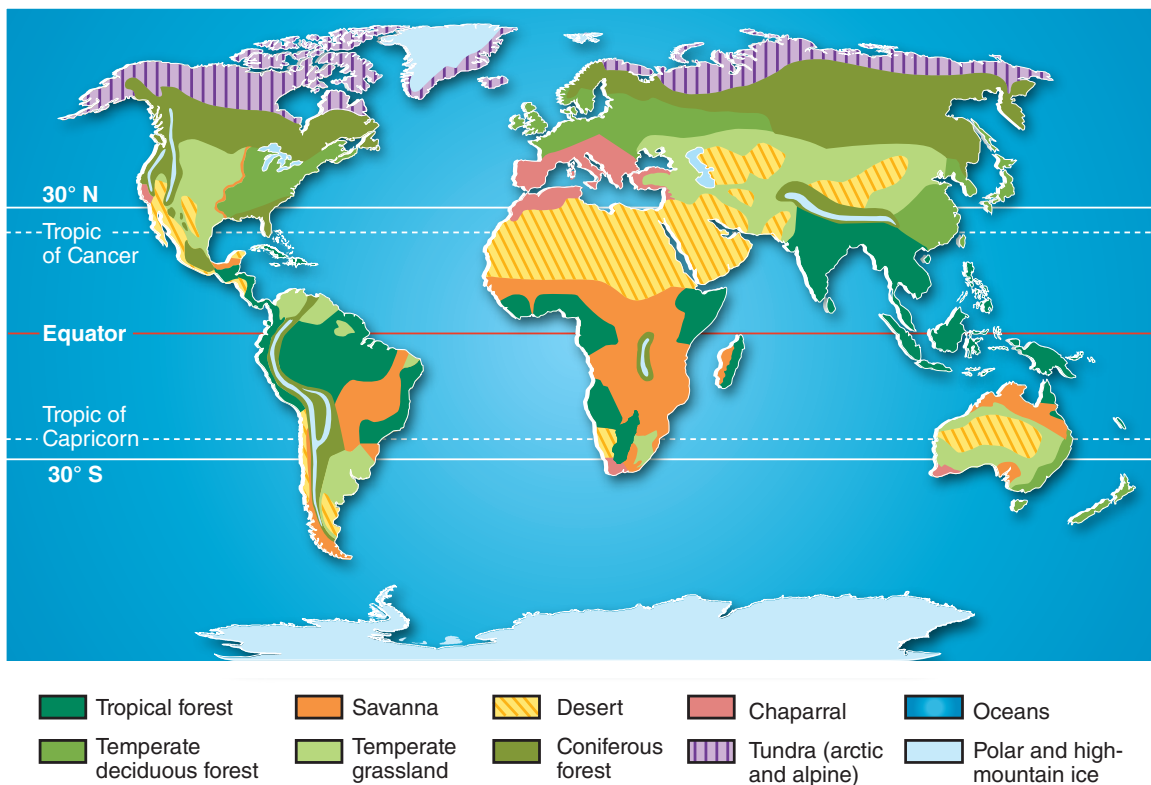 30° N
Tropic
of Cancer
Equator
Tropic of
Capricorn
30° S
Tropical forest
Savanna
Desert
Chaparral
Oceans
Temperate
deciduous forest
Temperate
grassland
Coniferous
forest
Tundra (arctic
and alpine)
Polar and high-
mountain ice